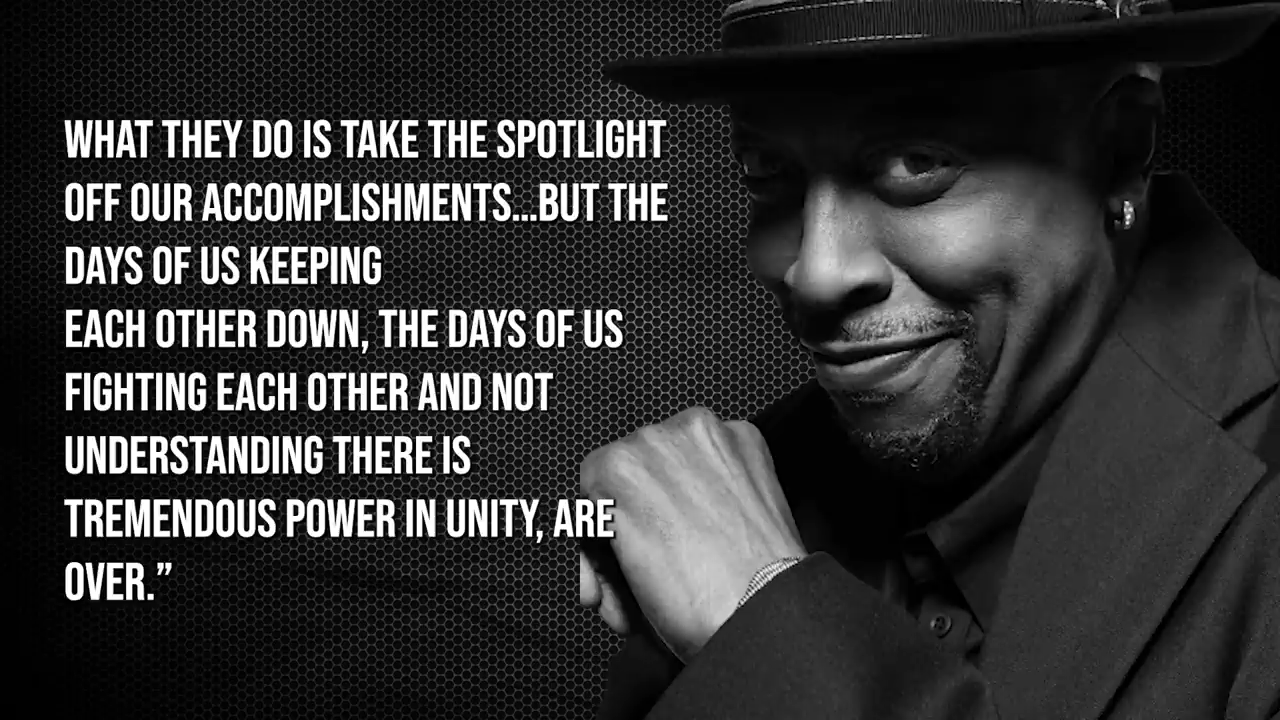 WHAT THEY DO IS TAKE THE SPOTLIGHT
OFF OUR ACCOMPLISHMENTS...BUT THE
DAYS OF US KEEPING
EACH OTHER DOWN, THE DAYS OF US
FIGHTING EACH OTHER AND NOT
UNDERSTANDING THERE IS
TREMENDOUS POWER IN UNITY, ARE
OVER.”